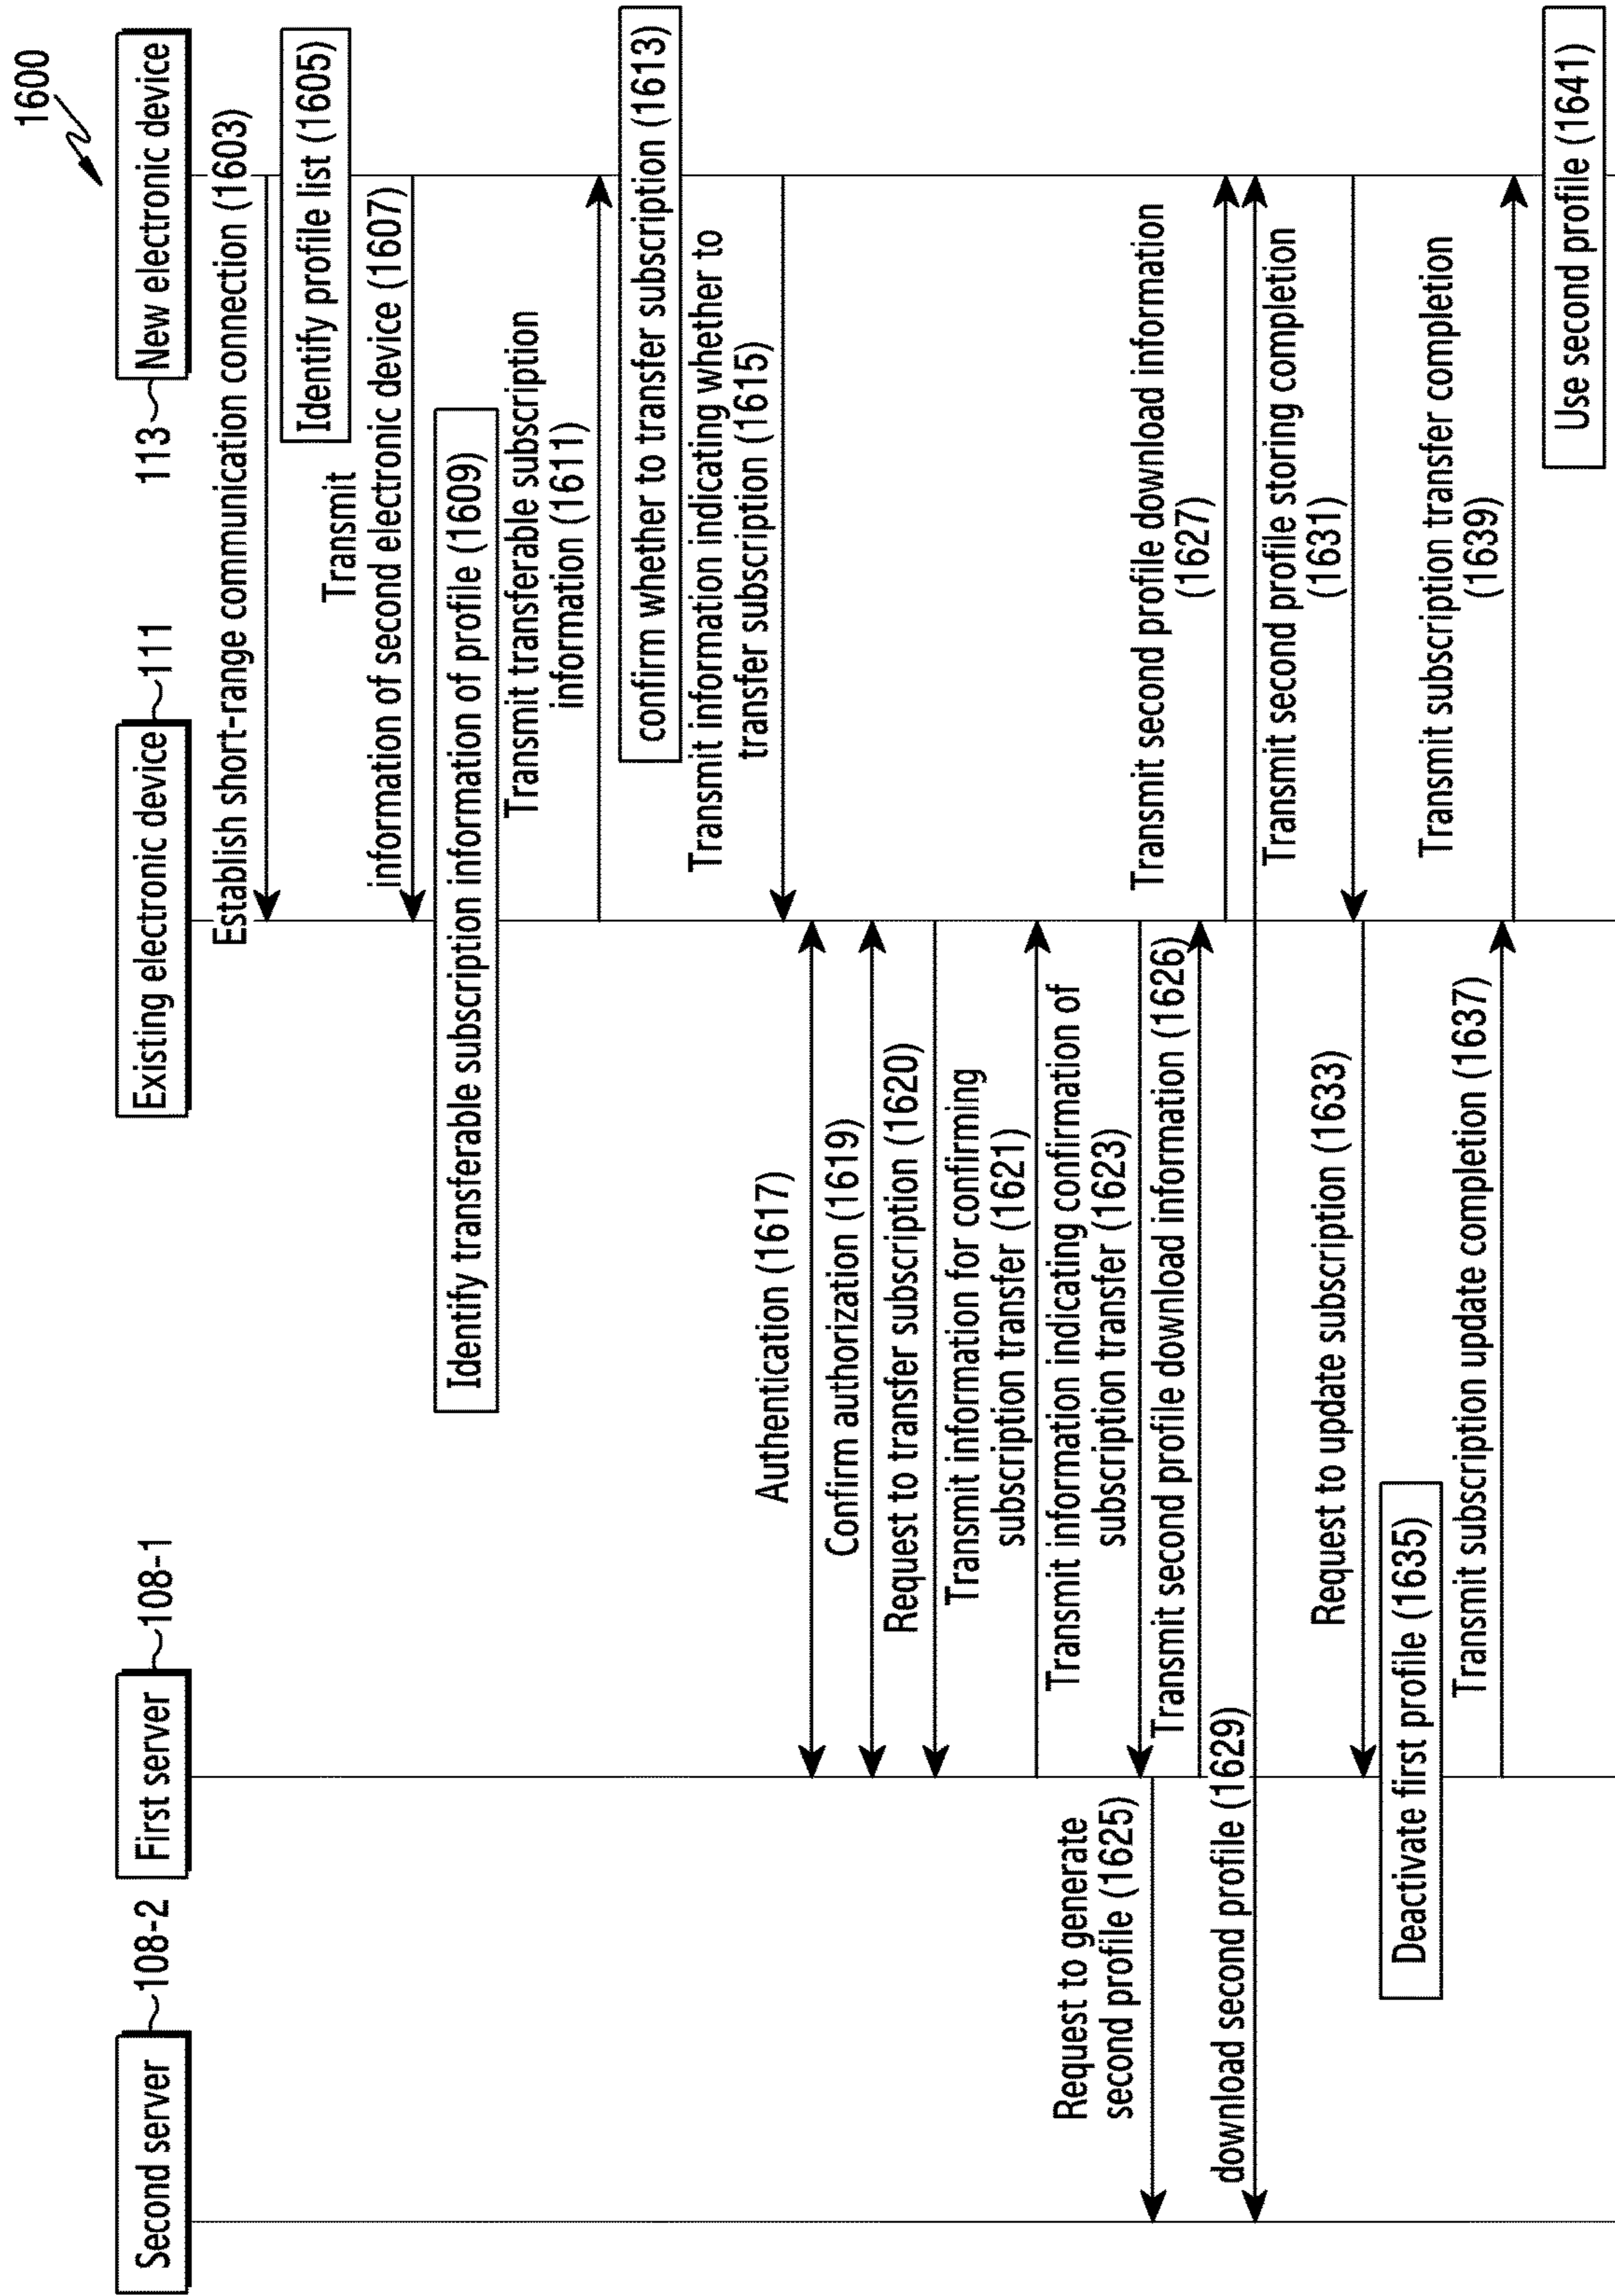 1600
Second server
108-2
First server
108-1
Existing electronic device
111
113
New electronic device
Establish short-range communication connection (1603)
Identify profile list (1605)
Transmit
information of second electronic device (1607)
Identify transferable subscription information of profile (1609)
Transmit transferable subscription
information (1611)
confirm whether to transfer subscription (1613)
Transmit information indicating whether to
transfer subscription (1615)
Authentication (1617)
Confirm authorization (1619)
Request to transfer subscription (1620)
Transmit information for confirming
subscription transfer (1621)
Transmit information indicating confirmation of
subscription transfer (1623)
Request to generate
second profile (1625)
Transmit second profile download information (1626)
Transmit second profile download information
(1627)
download second profile (1629)
Transmit second profile storing completion
(1631)
Request to update subscription (1633)
Deactivate first profile (1635)
Transmit subscription update completion (1637)
Transmit subscription transfer completion
(1639)
Use second profile (1641)